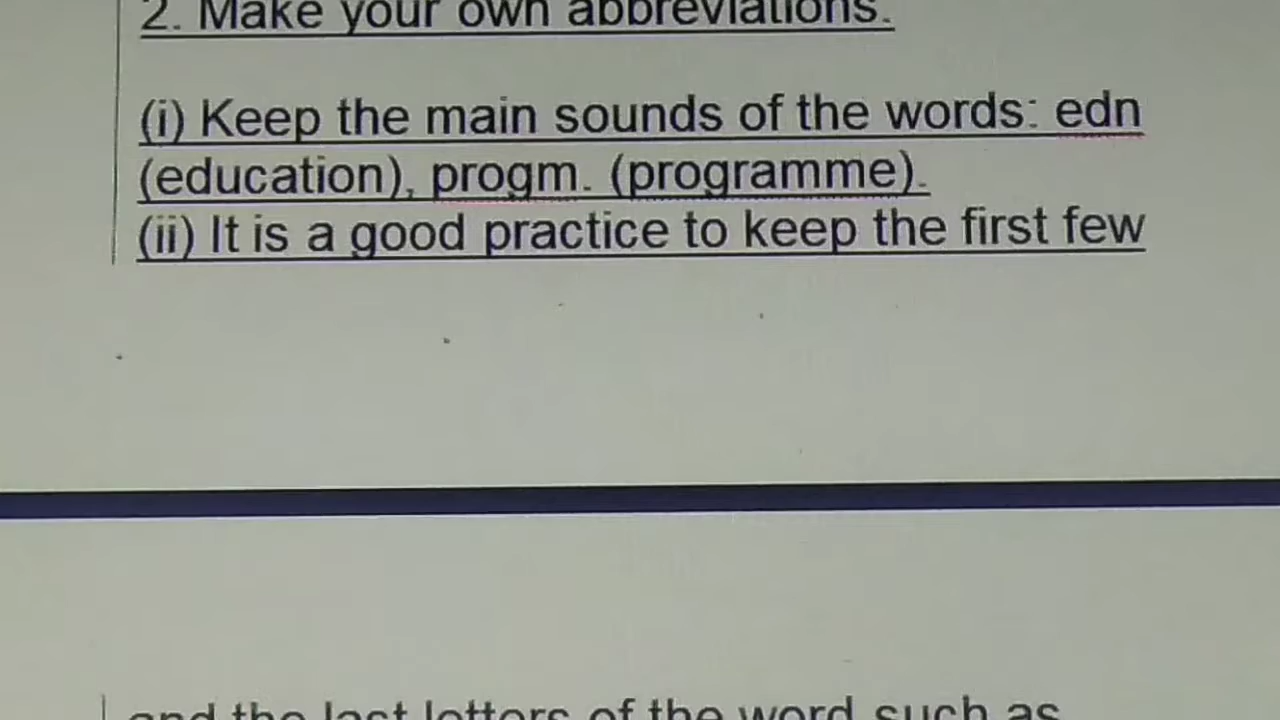 2. Make your own abbreviations.
(i) Keep the main sounds of the words: edn
(education), progm. (programme).
(ii) It is a good practice to keep the first few
and the last letters of the word such as